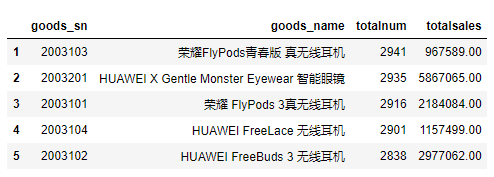 goods_sn goods_name totalnum totalsales
1 2003103 荣耀FlyPods青春版 真无线耳机 2941 967589.00
2 2003201 HUAWEI X Gentle Monster Eyewear 智能眼镜 2935 5867065.00
3 2003101 荣耀 FlyPods 3真无线耳机 2916 2184084.00
4 2003104 HUAWEI FreeLace 无线耳机 2901 1157499.00
5 2003102 HUAWEI FreeBuds 3 无线耳机 2838 2977062.00